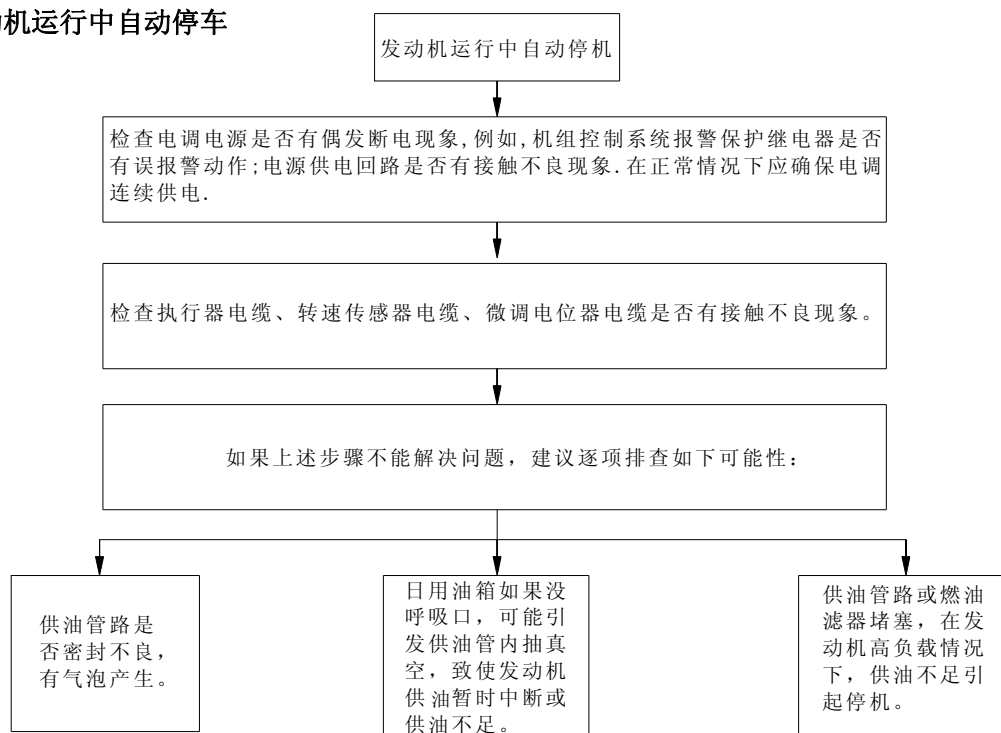 机运行中自动停车
发动机运行中自动停机
检查电调电源是否有偶发断电现象,例如,机组控制系统报警保护继电器是否
有误报警动作;电源供电回路是否有接触不良现象.在正常情况下应确保电调
连续供电.
检查执行器电缆、转速传感器电缆、微调电位器电缆是否有接触不良现象。
如果上述步骤不能解决问题，建议逐项排查如下可能性：
供油管路是
否密封不良，
有气泡产生。
日用油箱如果没
呼吸口，可能引
发供油管内抽真
空，致使发动机
供油暂时中断或
供油不足。
供油管路或燃油
滤器堵塞，在发
动机高负载情况
下，供油不足引
起停机。